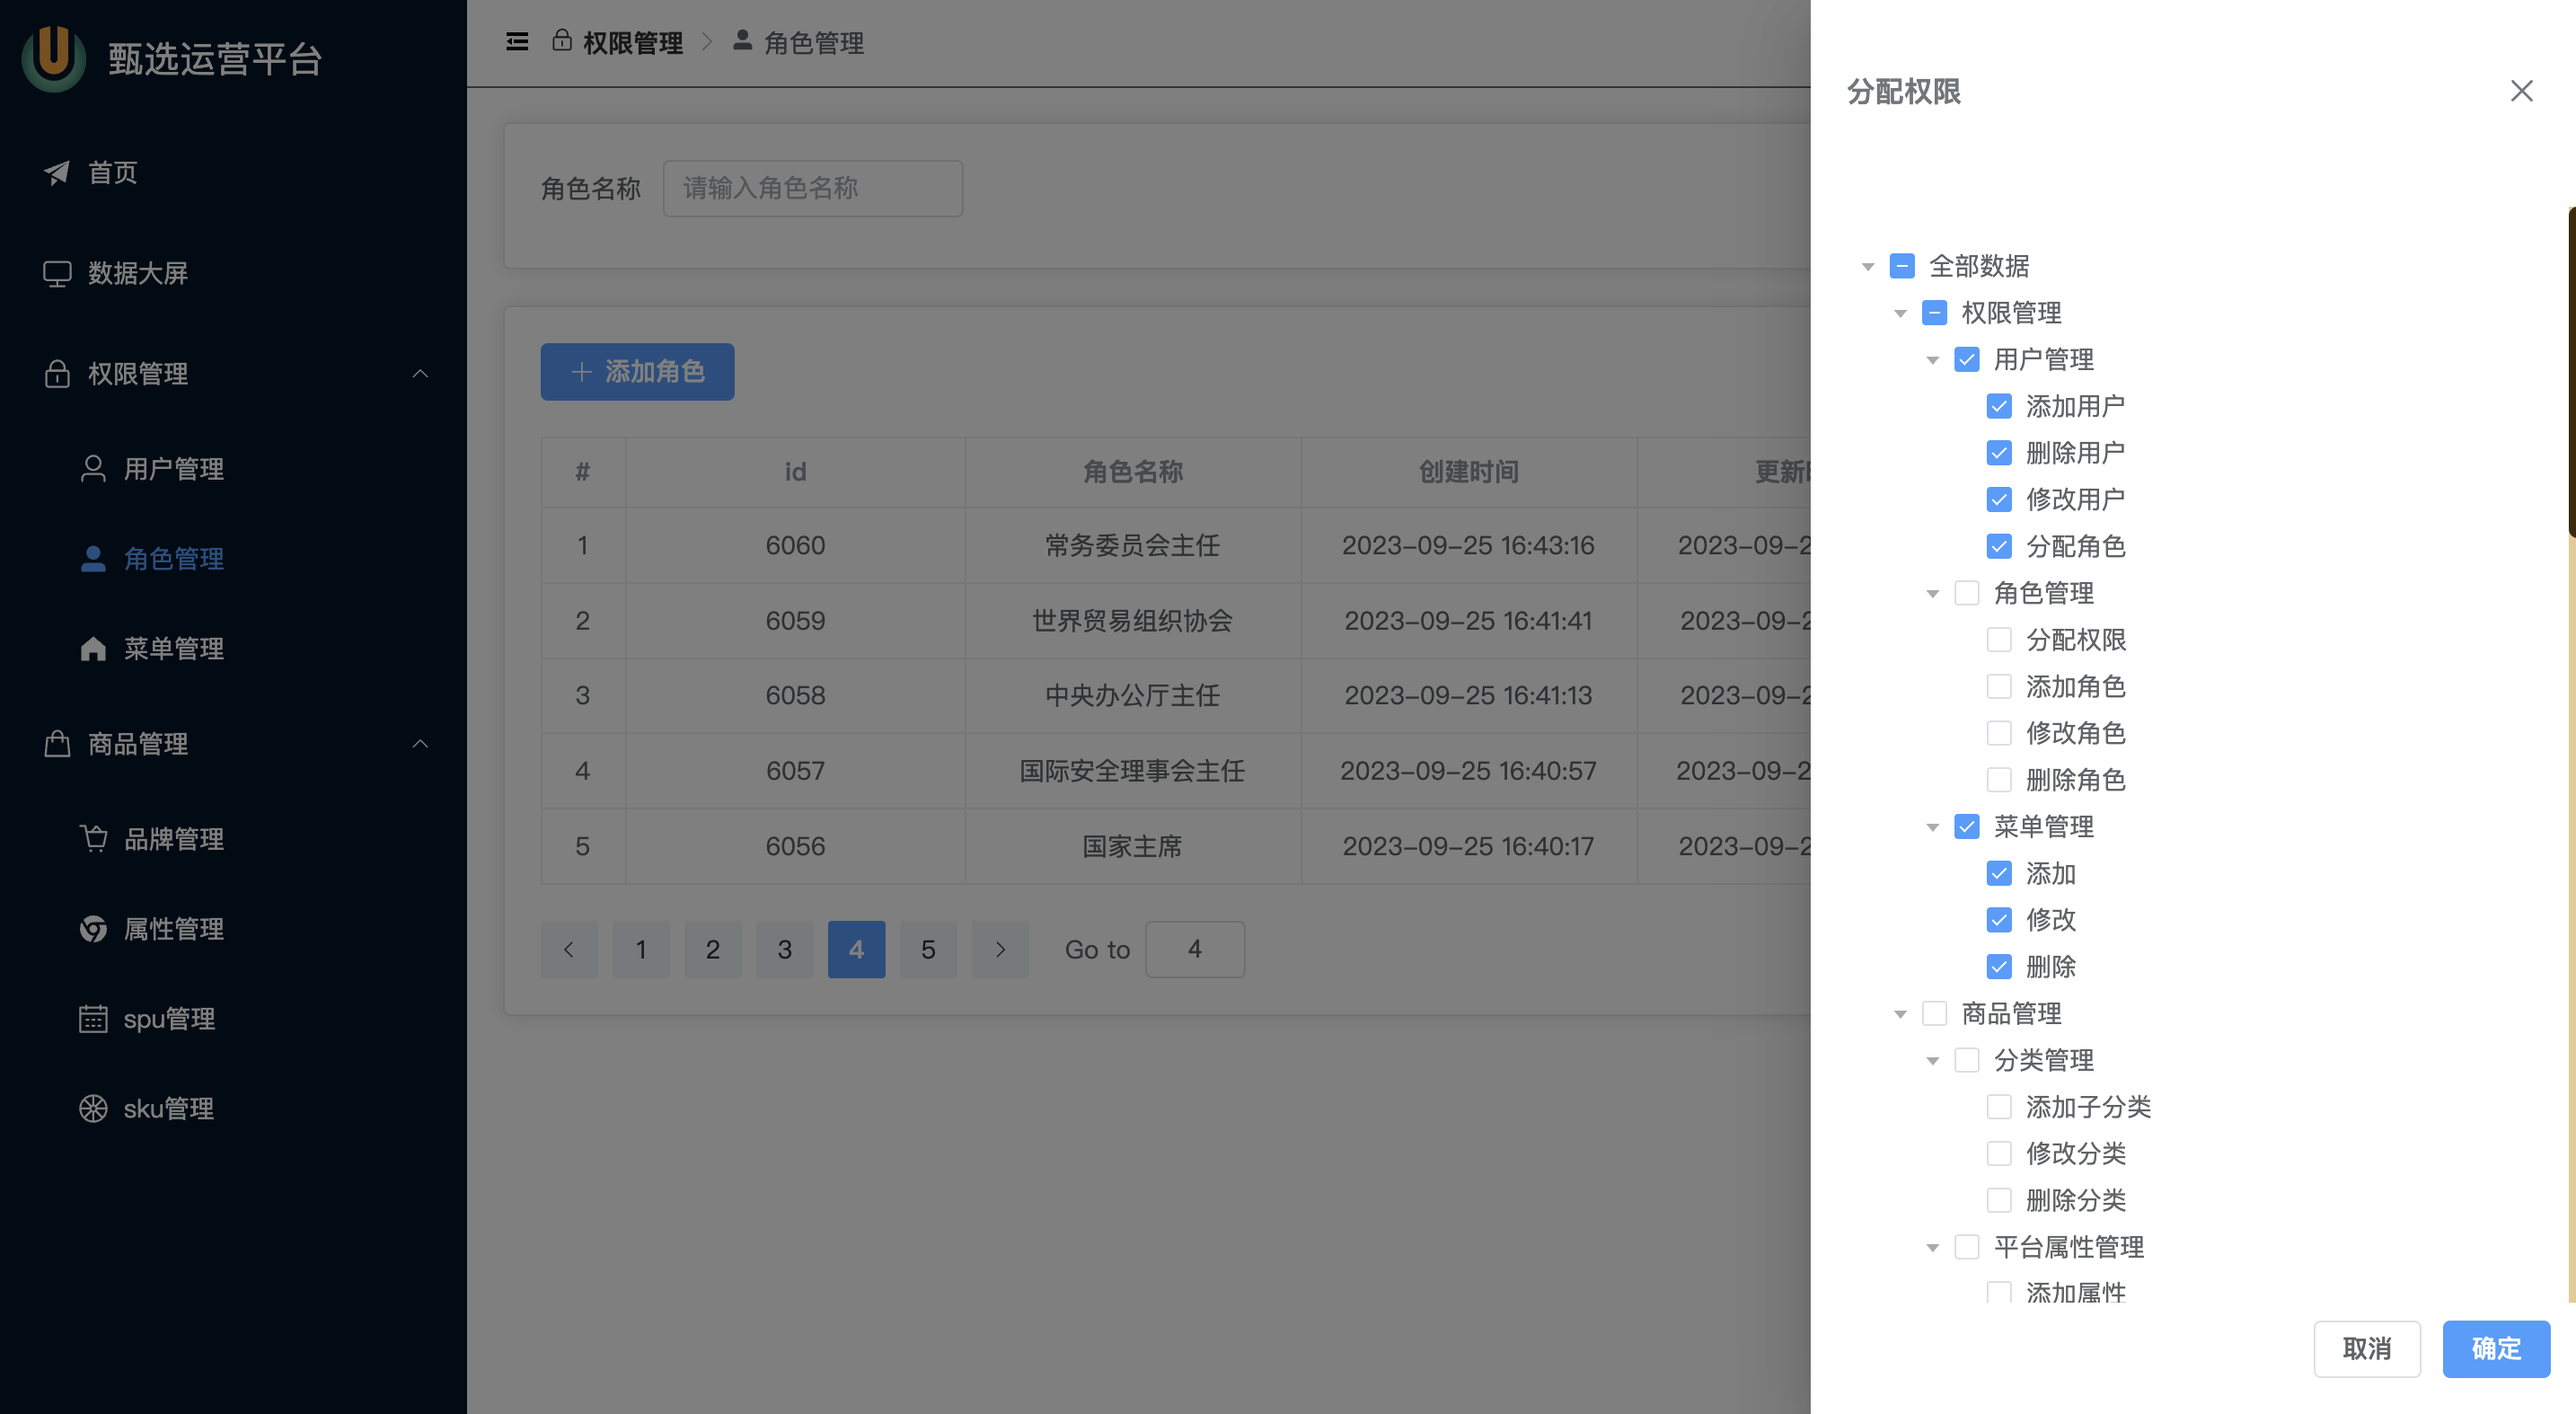 甄选运营平台
首页
数据大屏
权限管理
用户管理
角色管理
菜单管理
商品管理
品牌管理
属性管理
spu管理
sku管理
权限管理 角色管理
角色名称 请输入角色名称
添加角色
# id 角色名称 创建时间 更新
1 6060 常务委员会主任 2023-09-25 16:43:16 2023-09-2
2 6059 世界贸易组织协会 2023-09-25 16:41:41 2023-09-2
3 6058 中央办公厅主任 2023-09-25 16:41:13 2023-09-2
4 6057 国际安全理事会主任 2023-09-25 16:40:57 2023-09-2
5 6056 国家主席 2023-09-25 16:40:17 2023-09-2
1 2 3 4 5 Go to 4
分配权限
全部数据
权限管理
用户管理
添加用户
删除用户
修改用户
分配角色
角色管理
分配权限
添加角色
修改角色
删除角色
菜单管理
添加
修改
删除
商品管理
分类管理
添加子分类
修改分类
删除分类
平台属性管理
添加属性
取消 确定